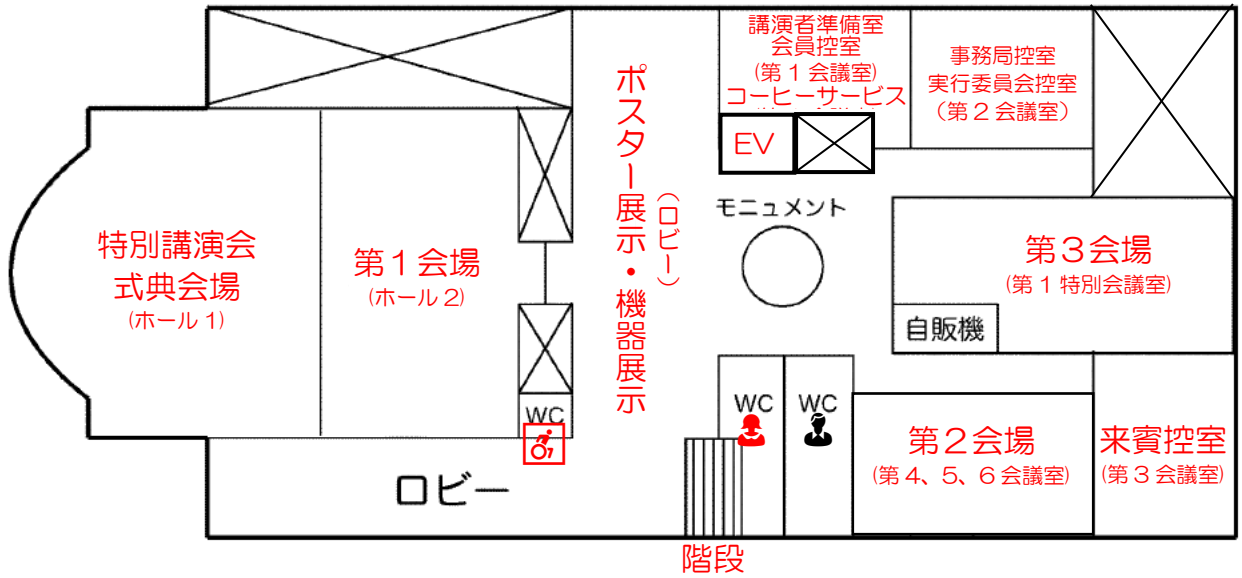 講演者準備室
会員控室
(第1会議室)
コーヒーサービス
事務局控室
実行委員会控室
(第2会議室)
EV
ポスター展示・機器展示
(ロビー)
モニュメント
特別講演会
式典会場
(ホール1)
第1会場
(ホール2)
第3会場
(第1特別会議室)
自販機
WC
WC
WC
第2会場
(第4、5、6会議室)
来賓控室
(第3会議室)
ロビー
階段